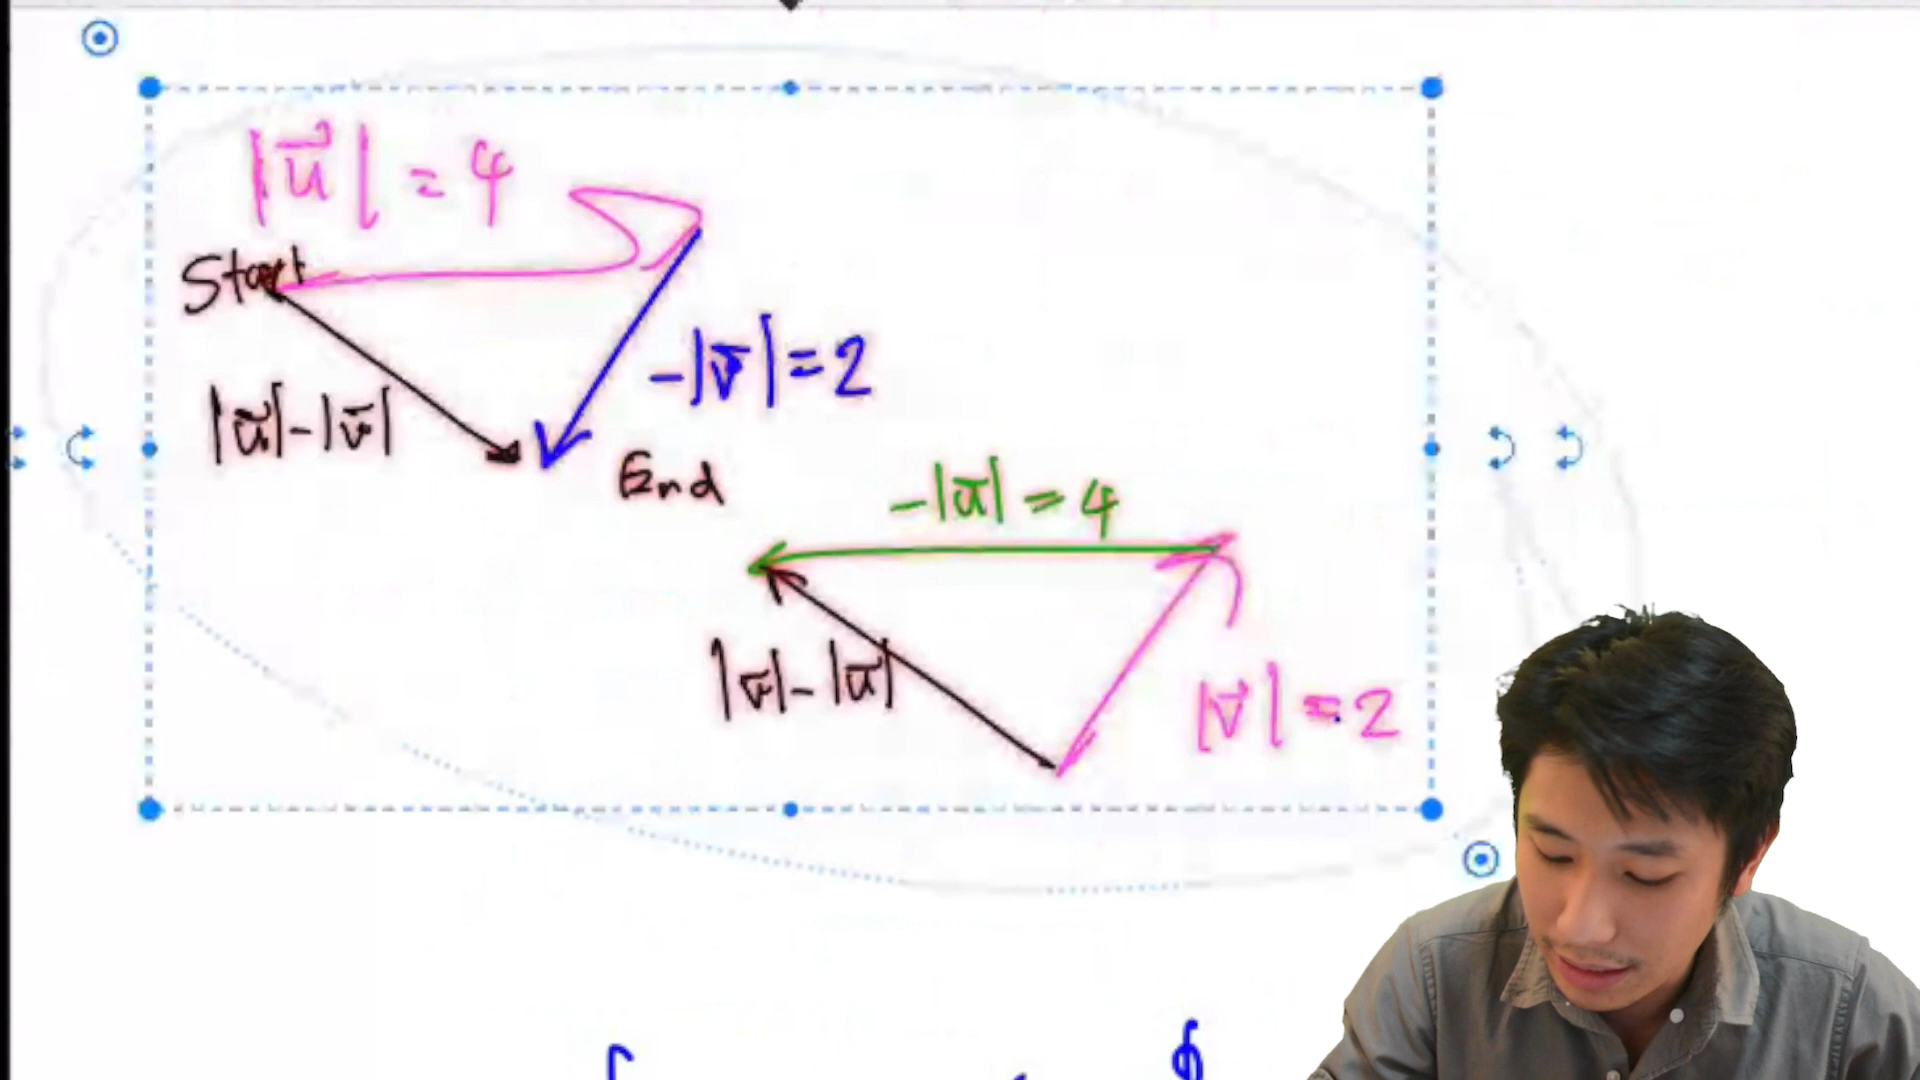 |u⃗| = 4
Start
-|v̄| = 2
|ū| - |v̄|
End
-|ū| = 4
|v̄| - |ū|
|v⃗| = 2